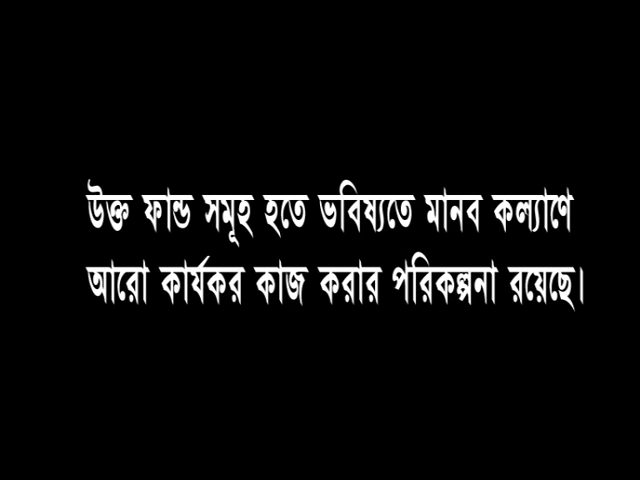 উক্ত ফান্ড সমূহ হতে ভবিষ্যতে মানব কল্যাণে
আরো কার্যকর কাজ করার পরিকল্পনা রয়েছে।